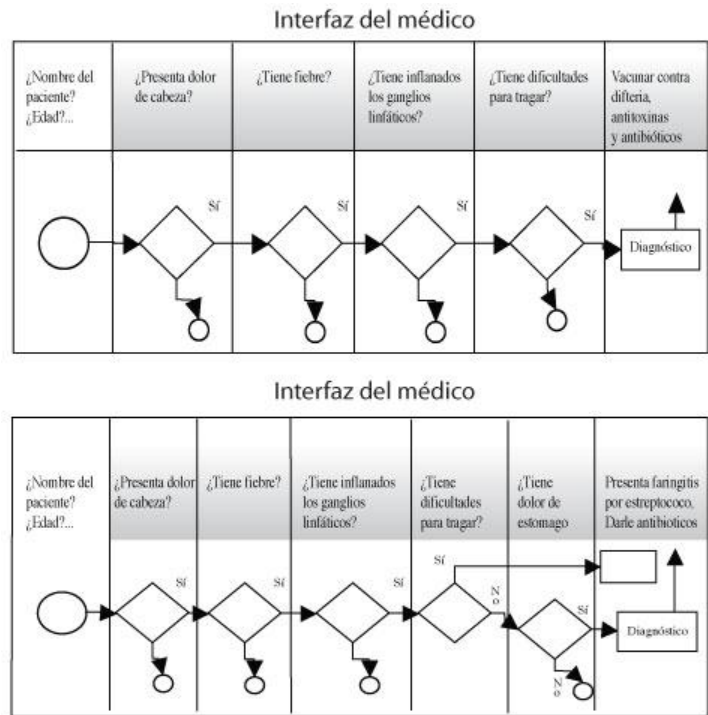 Interfaz del médico
¿Nombre del
paciente?
¿Edad?...
¿Presenta dolor
de cabeza?
¿Tiene fiebre?
¿Tiene inflanados
los ganglios
linfáticos?
¿Tiene dificultades
para tragar?
Vacunar contra
difteria,
antitoxinas
y antibióticos
Sí
Sí
Sí
Sí
Diagnóstico
Interfaz del médico
¿Nombre del
paciente?
¿Edad?...
¿Presenta dolor
de cabeza?
¿Tiene fiebre?
¿Tiene inflanados
los ganglios
linfáticos?
¿Tiene
dificultades
para tragar?
¿Tiene
dolor de
estomago
Presenta faringitis
por estreptococo,
Darle antibioticos
Sí
Sí
Sí
Sí
No
Sí
No
Diagnóstico